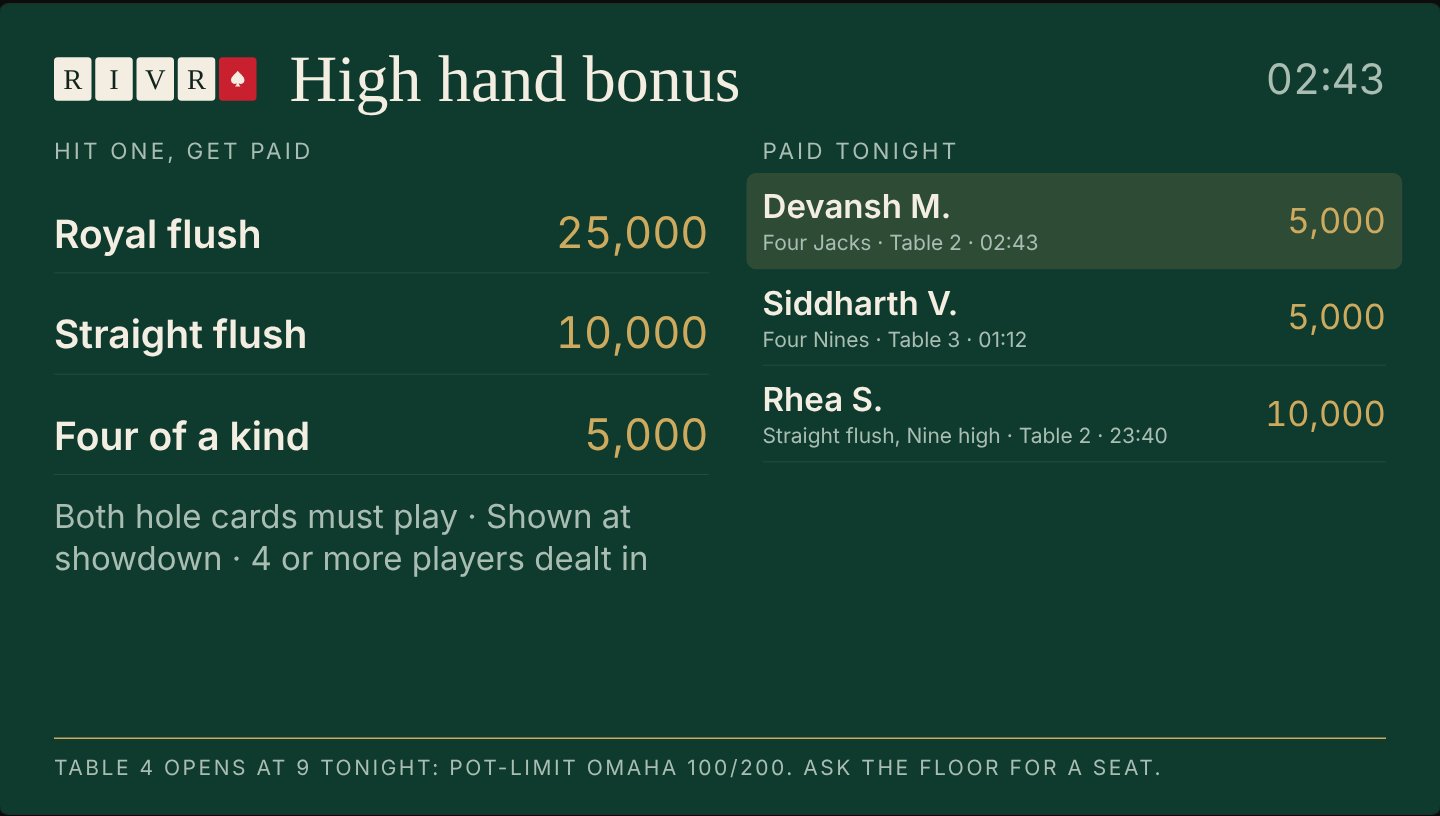 RIVR♠ High hand bonus
02:43
HIT ONE, GET PAID
Royal flush 25,000
Straight flush 10,000
Four of a kind 5,000
Both hole cards must play · Shown at
showdown · 4 or more players dealt in
PAID TONIGHT
Devansh M.
Four Jacks · Table 2 · 02:43
5,000
Siddharth V.
Four Nines · Table 3 · 01:12
5,000
Rhea S.
Straight flush, Nine high · Table 2 · 23:40
10,000
TABLE 4 OPENS AT 9 TONIGHT: POT-LIMIT OMAHA 100/200. ASK THE FLOOR FOR A SEAT.